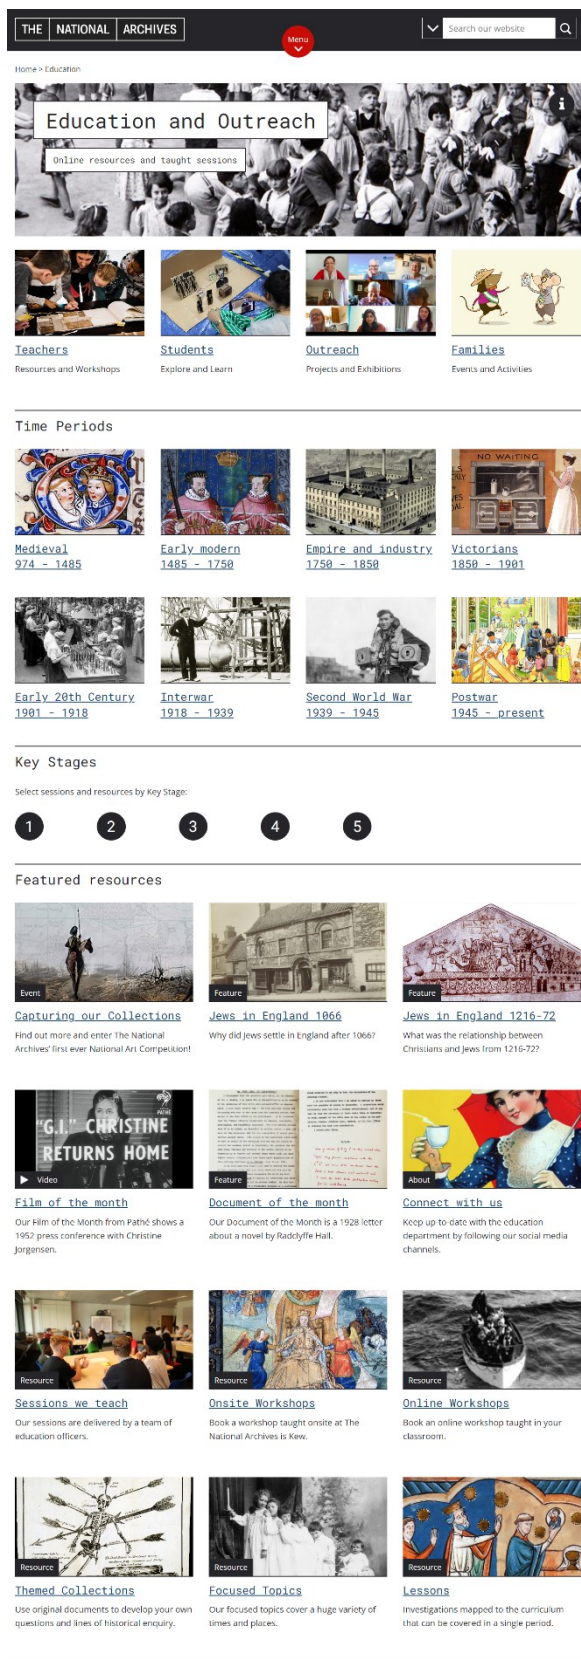 THE NATIONAL ARCHIVES
Menu
Search our website
Home > Education
Education and Outreach
Online resources and taught sessions
Teachers
Resources and Workshops
Students
Explore and Learn
Outreach
Projects and Exhibitions
Families
Events and Activities
Time Periods
NO WAITING
Medieval
974 - 1485
Early modern
1485 - 1750
Empire and industry
1750 - 1850
Victorians
1850 - 1901
Early 20th Century
1901 - 1918
Interwar
1918 - 1939
Second World War
1939 - 1945
Postwar
1945 - present
Key Stages
Select sessions and resources by Key Stage:
1 2 3 4 5
Featured resources
Event
Capturing our Collections
Find out more and enter The National
Archives' first ever National Art Competition!
Feature
Jews in England 1066
Why did Jews settle in England after 1066?
Feature
Jews in England 1216-72
What was the relationship between
Christians and Jews from 1216-72?
PATHÉ
"G.I." CHRISTINE
RETURNS HOME
Video
Film of the month
Our Film of the Month from Pathé shows a
1952 press conference with Christine
Jorgensen.
Feature
Document of the month
Our Document of the Month is a 1928 letter
about a novel by Radclyffe Hall.
About
Connect with us
Keep up-to-date with the education
department by following our social media
channels.
Resource
Sessions we teach
Our sessions are delivered by a team of
education officers.
Resource
Onsite Workshops
Book a workshop taught onsite at The
National Archives is Kew.
Resource
Online Workshops
Book an online workshop taught in your
classroom.
Resource
Themed Collections
Use original documents to develop your own
questions and lines of historical enquiry.
Resource
Focused Topics
Our focused topics cover a huge variety of
times and places.
Resource
Lessons
Investigations mapped to the curriculum
that can be covered in a single period.